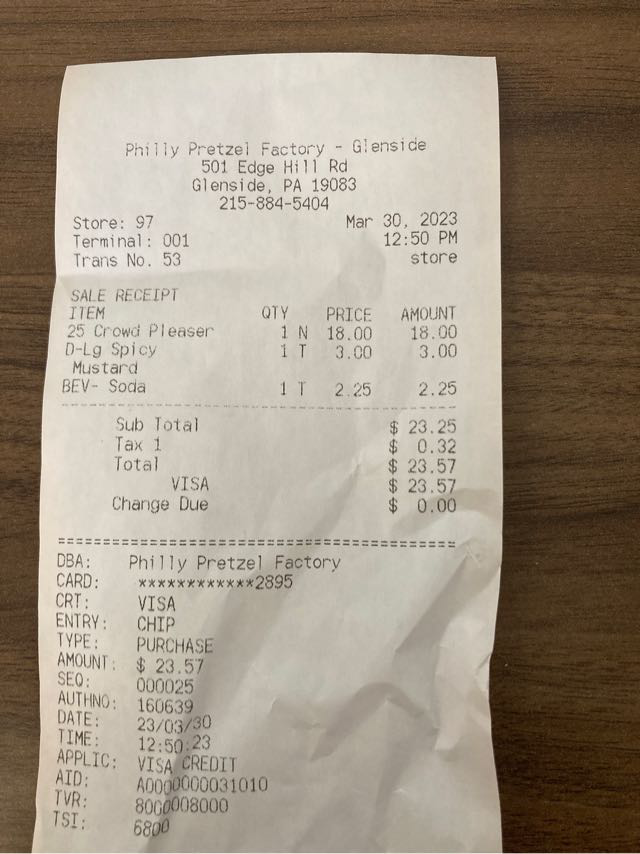 Philly Pretzel Factory - Glenside
501 Edge Hill Rd
Glenside, PA 19083
215-884-5404
Store: 97 Mar 30, 2023
Terminal: 001 12:50 PM
Trans No. 53 store
SALE RECEIPT
ITEM QTY PRICE AMOUNT
25 Crowd Pleaser 1 N 18.00 18.00
D-Lg Spicy 1 T 3.00 3.00
Mustard
BEV- Soda 1 T 2.25 2.25
Sub Total $ 23.25
Tax 1 $ 0.32
Total $ 23.57
VISA $ 23.57
Change Due $ 0.00
DBA: Philly Pretzel Factory
CARD: ************2895
CRT: VISA
ENTRY: CHIP
TYPE: PURCHASE
AMOUNT: $ 23.57
SEQ: 000025
AUTHNO: 160639
DATE: 23/03/30
TIME: 12:50:23
APPLIC: VISA CREDIT
AID: A0000000031010
TVR: 8000008000
TSI: 6800